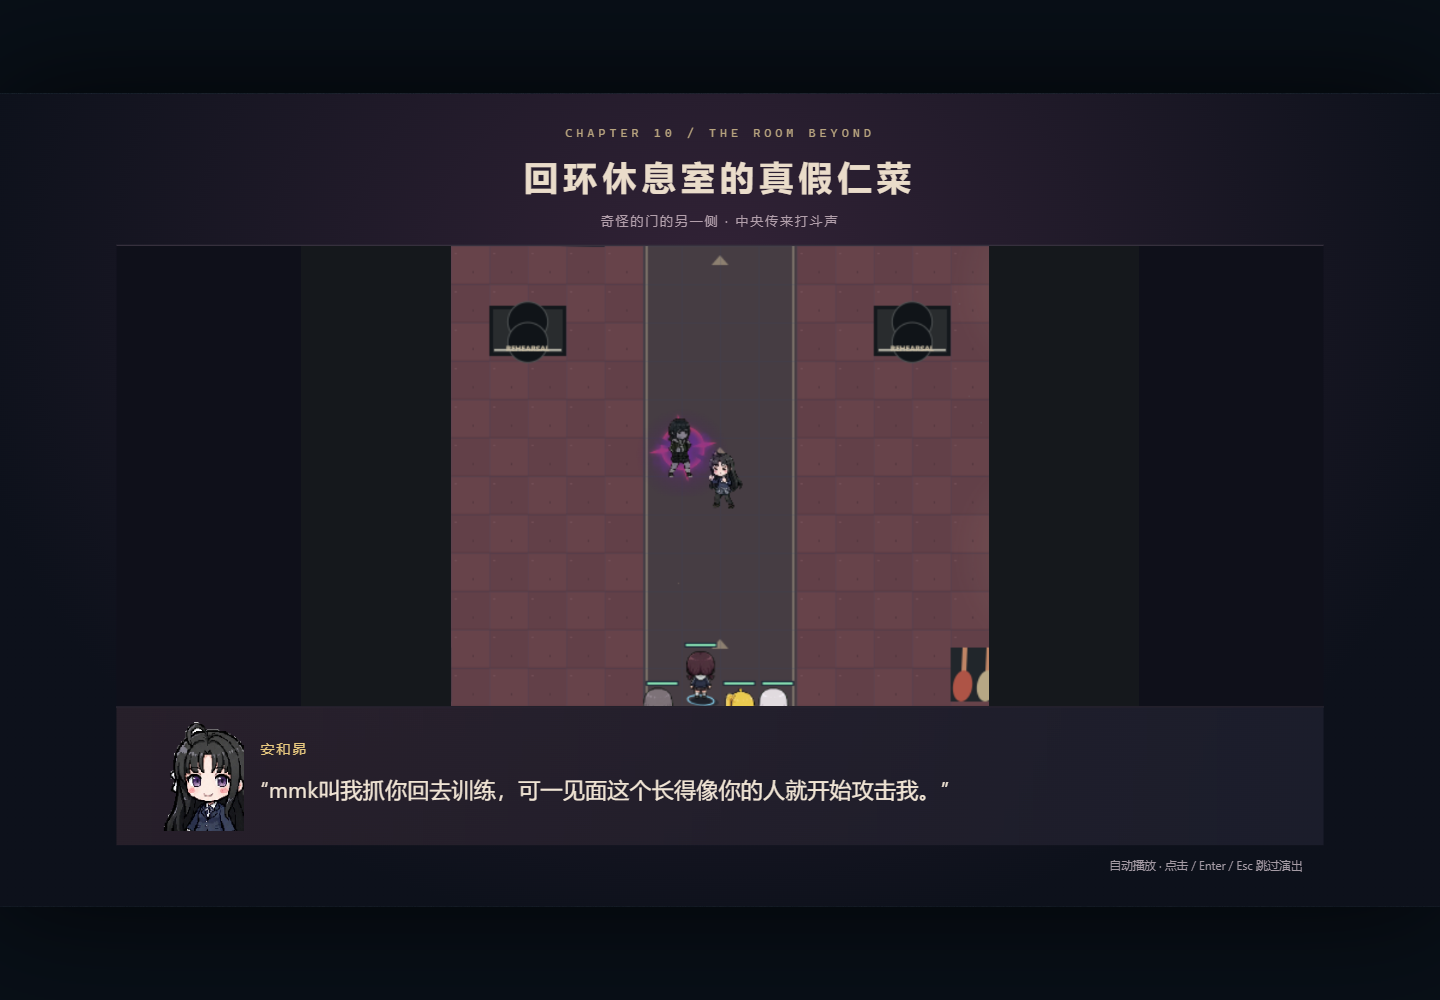 CHAPTER 10 / THE ROOM BEYOND
回环休息室的真假仁菜
奇怪的门的另一侧 · 中央传来打斗声
REHEARSAL
REHEARSAL
安和昴
“mmk叫我抓你回去训练，可一见面这个长得像你的人就开始攻击我。”
自动播放 · 点击 / Enter / Esc 跳过演出